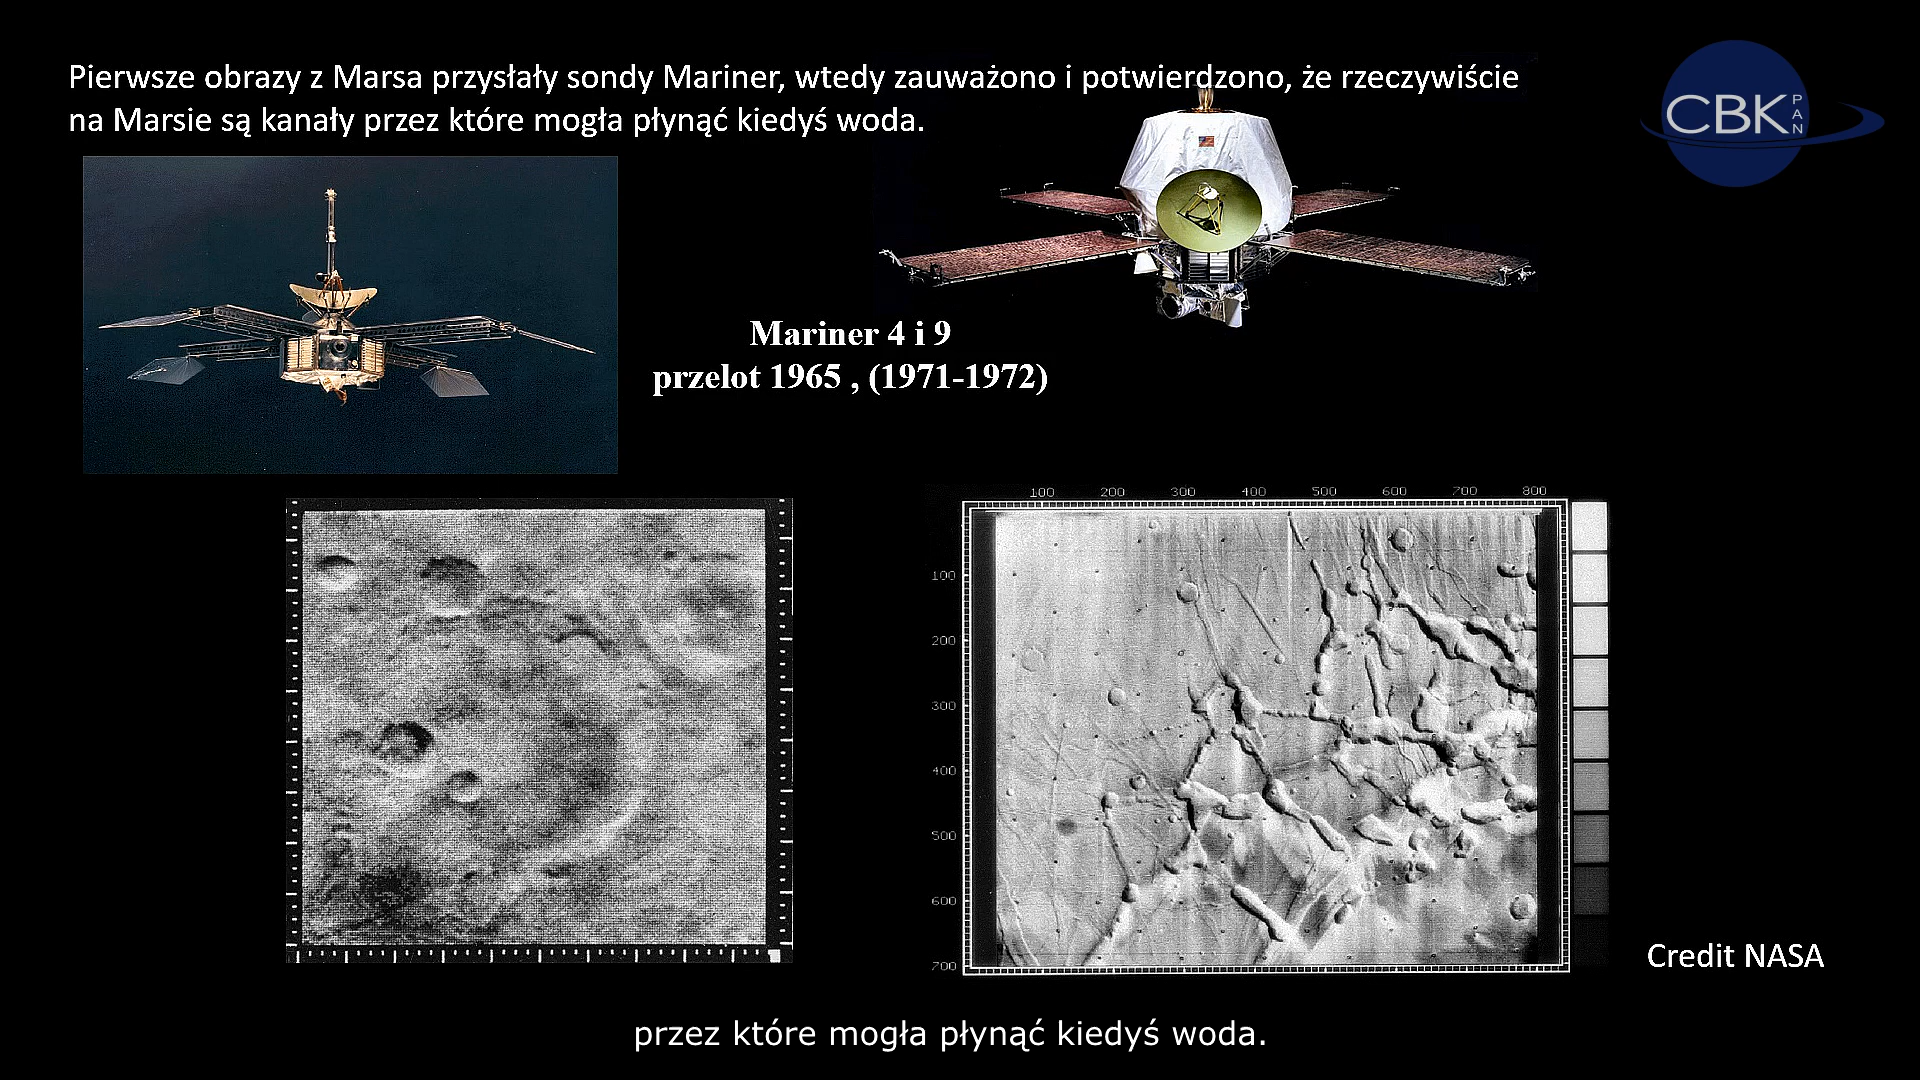 Pierwsze obrazy z Marsa przysłały sondy Mariner, wtedy zauważono i potwierdzono, że rzeczywiście
na Marsie są kanały przez które mogła płynąć kiedyś woda.
CBK
PAN
Mariner 4 i 9
przelot 1965 , (1971-1972)
100 200 300 400 500 600 700 800
100
200
300
400
500
600
700
Credit NASA
przez które mogła płynąć kiedyś woda.